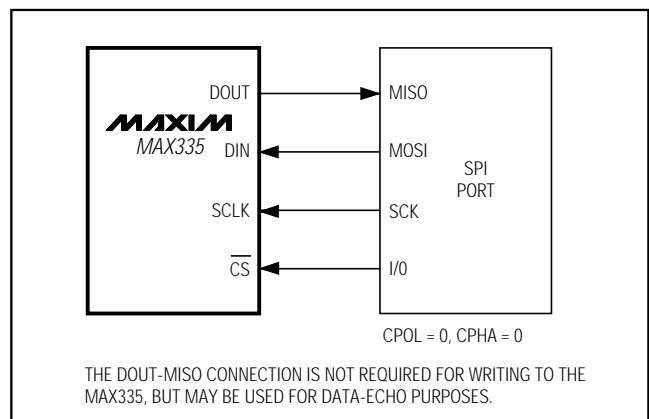 DOUT
MISO
MAXIM
MAX335
DIN
MOSI
SPI
PORT
SCLK
SCK
CS
I/0
CPOL = 0, CPHA = 0
THE DOUT-MISO CONNECTION IS NOT REQUIRED FOR WRITING TO THE
MAX335, BUT MAY BE USED FOR DATA-ECHO PURPOSES.